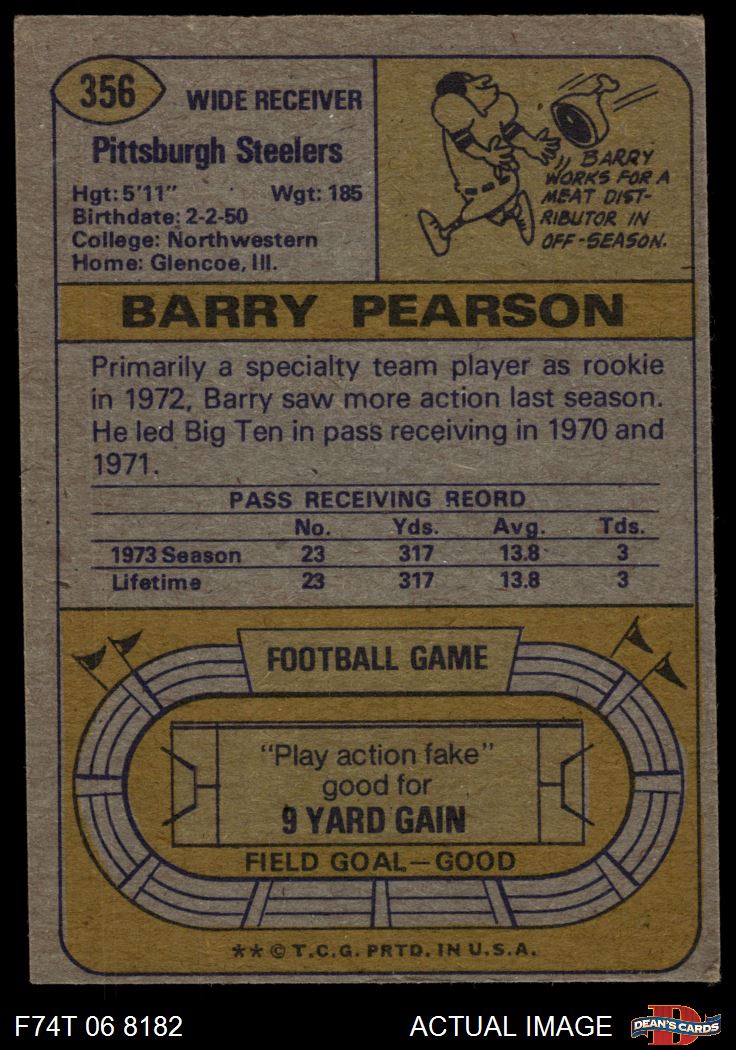 356
WIDE RECEIVER
Pittsburgh Steelers
Hgt: 5'11" Wgt: 185
Birthdate: 2-2-50
College: Northwestern
Home: Glencoe, Ill.
BARRY
WORKS FOR A
MEAT DIST-
RIBUTOR IN
OFF-SEASON.
BARRY PEARSON
Primarily a specialty team player as rookie
in 1972, Barry saw more action last season.
He led Big Ten in pass receiving in 1970 and
1971.
PASS RECEIVING REORD
No. Yds. Avg. Tds.
1973 Season 23 317 13.8 3
Lifetime 23 317 13.8 3
FOOTBALL GAME
"Play action fake"
good for
9 YARD GAIN
FIELD GOAL—GOOD
** © T.C.G. PRTD. IN U.S.A.
F74T 06 8182 ACTUAL IMAGE
DEAN'S CARDS